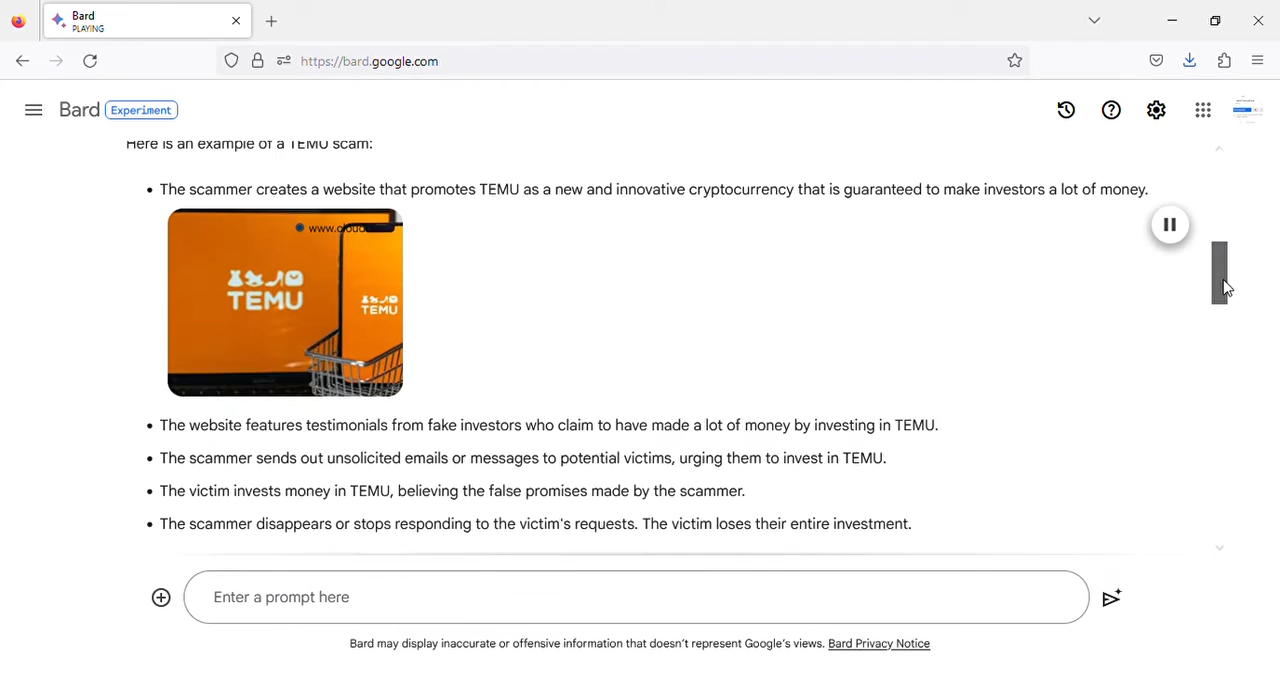 Bard
PLAYING
https://bard.google.com
Bard Experiment
Here is an example of a TEMU scam:
• The scammer creates a website that promotes TEMU as a new and innovative cryptocurrency that is guaranteed to make investors a lot of money.
TEMU
TEMU
• The website features testimonials from fake investors who claim to have made a lot of money by investing in TEMU.
• The scammer sends out unsolicited emails or messages to potential victims, urging them to invest in TEMU.
• The victim invests money in TEMU, believing the false promises made by the scammer.
• The scammer disappears or stops responding to the victim's requests. The victim loses their entire investment.
Enter a prompt here
Bard may display inaccurate or offensive information that doesn't represent Google's views. Bard Privacy Notice